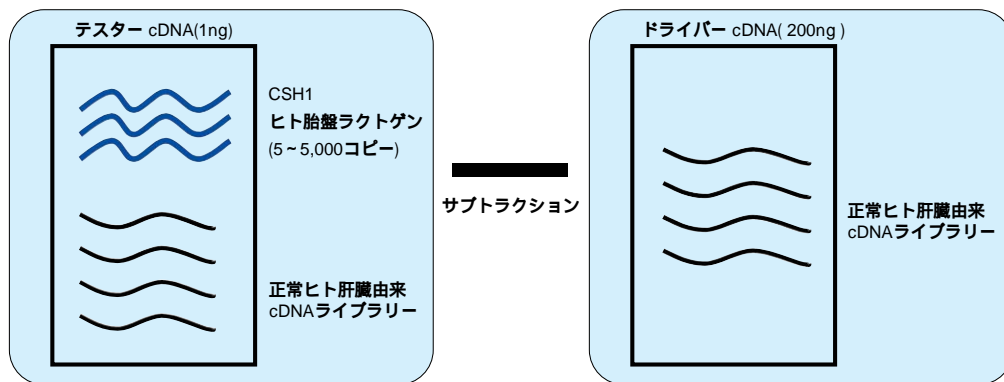 テスター cDNA(1ng)
CSH1
ヒト胎盤ラクトゲン
(5~5,000コピー)
正常ヒト肝臓由来
cDNAライブラリー
サブトラクション
ドライバー cDNA( 200ng )
正常ヒト肝臓由来
cDNAライブラリー